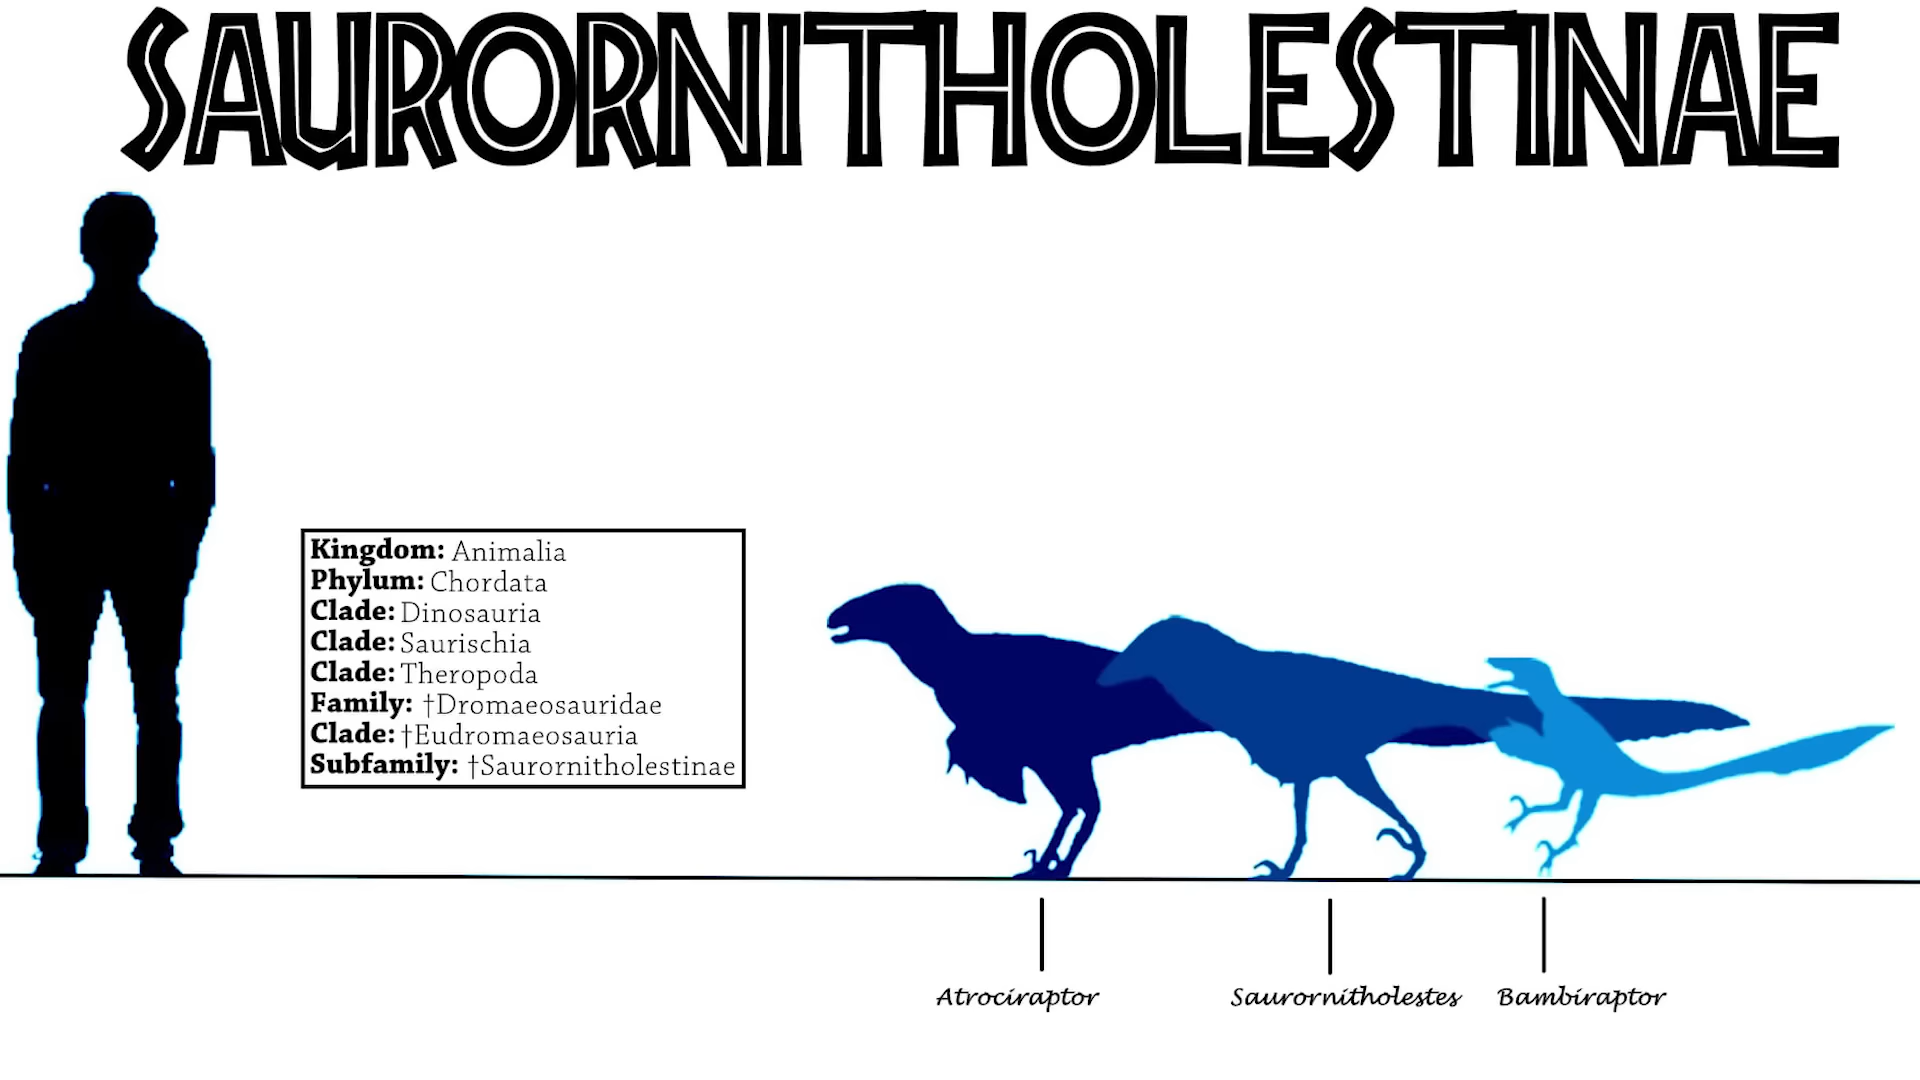 SAURORNITHOLESTINAE
Kingdom: Animalia
Phylum: Chordata
Clade: Dinosauria
Clade: Saurischia
Clade: Theropoda
Family: †Dromaeosauridae
Clade: †Eudromaeosauria
Subfamily: †Saurornitholestinae
Atrociraptor
Saurornitholestes
Bambiraptor